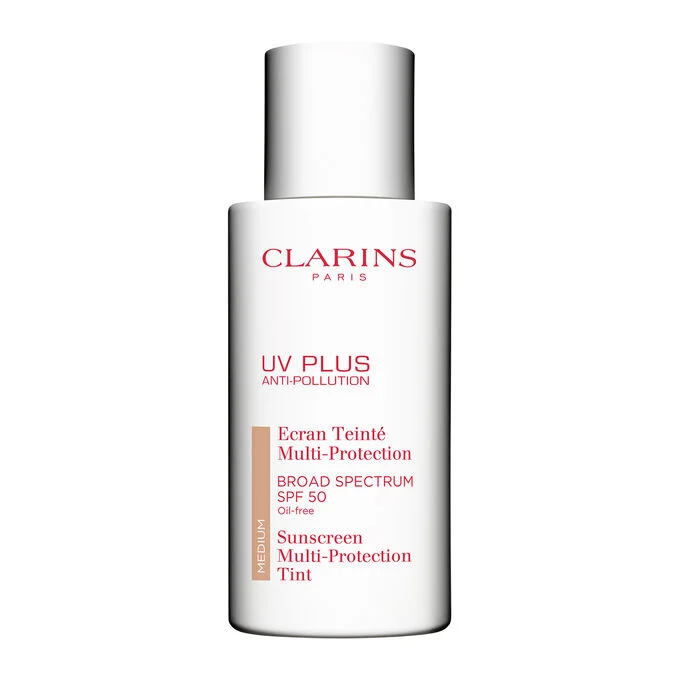 CLARINS
PARIS
UV PLUS
ANTI-POLLUTION
Ecran Teinté
Multi-Protection
BROAD SPECTRUM
SPF 50
Oil-free
Sunscreen
Multi-Protection
Tint
MEDIUM